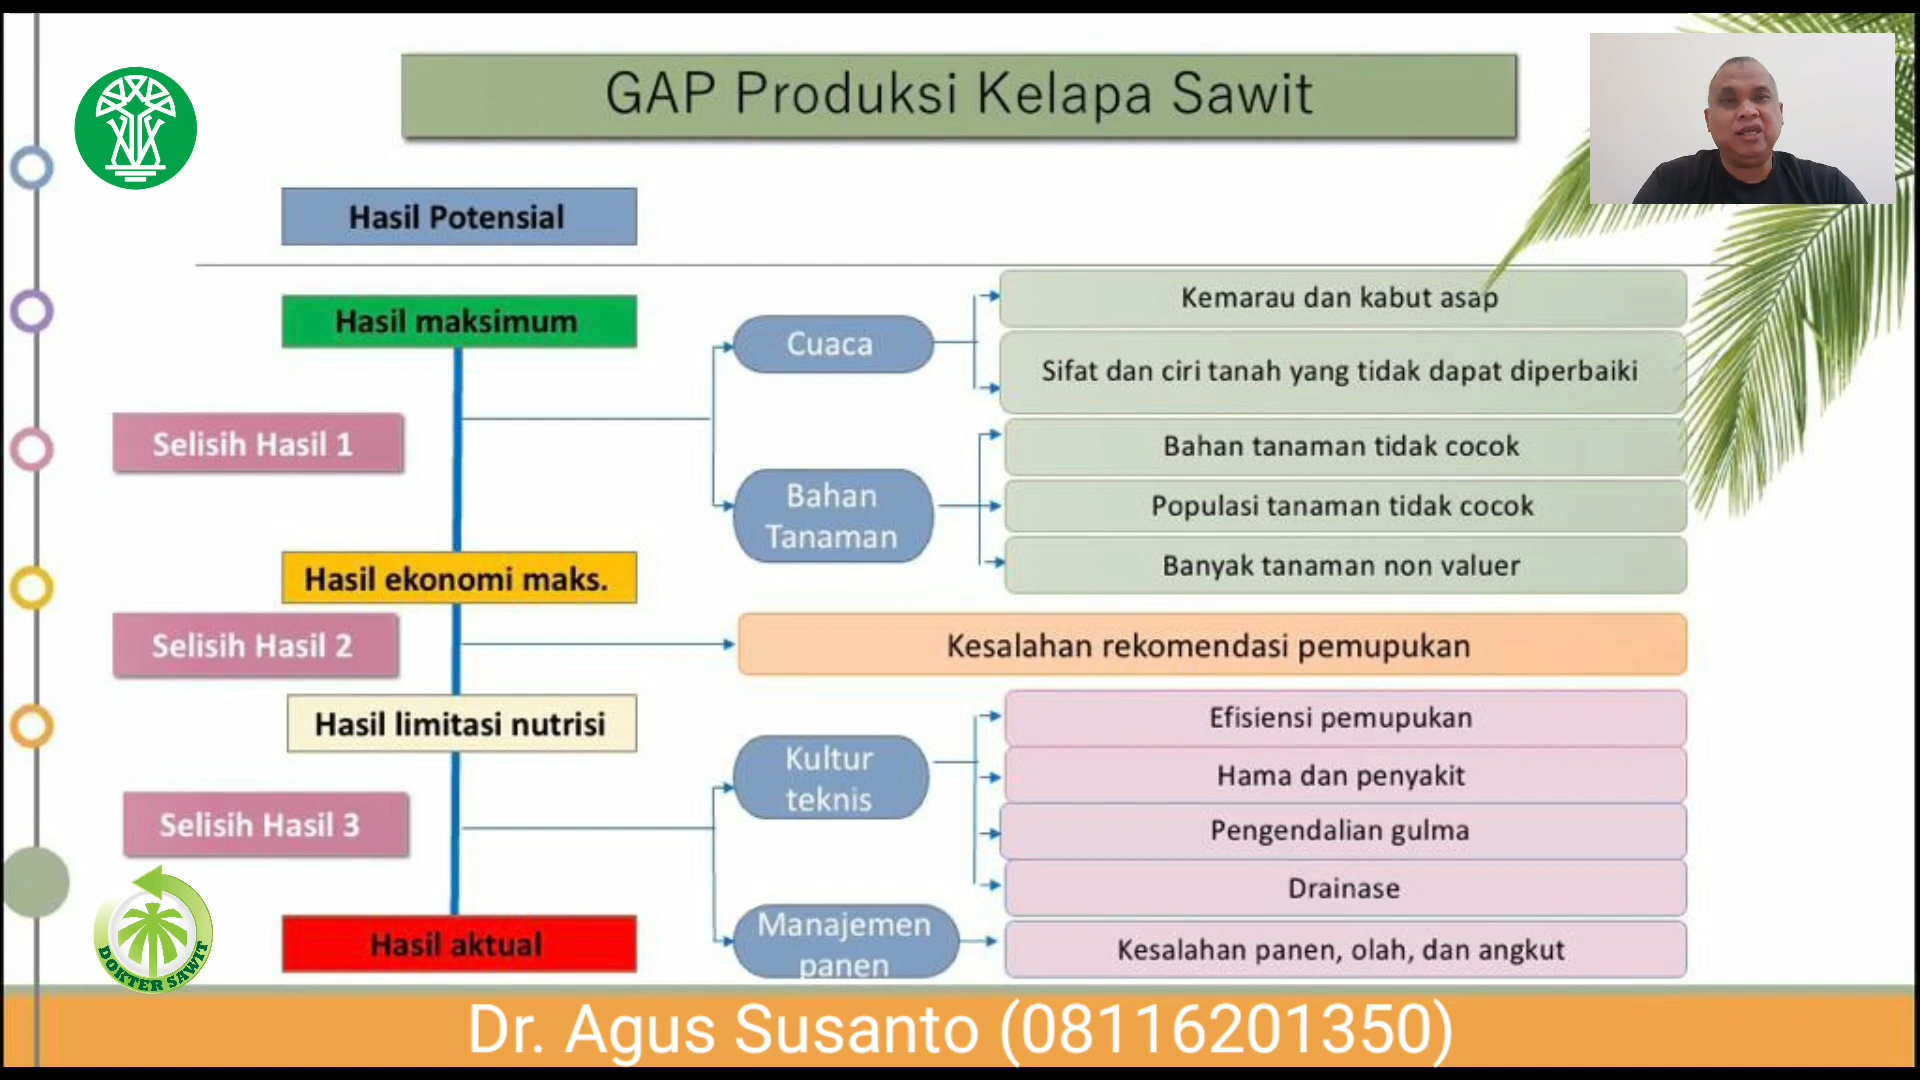 GAP Produksi Kelapa Sawit
Hasil Potensial
Hasil maksimum
Selisih Hasil 1
Hasil ekonomi maks.
Selisih Hasil 2
Hasil limitasi nutrisi
Selisih Hasil 3
Hasil aktual
Cuaca
Kemarau dan kabut asap
Sifat dan ciri tanah yang tidak dapat diperbaiki
Bahan
Tanaman
Bahan tanaman tidak cocok
Populasi tanaman tidak cocok
Banyak tanaman non valuer
Kesalahan rekomendasi pemupukan
Kultur
teknis
Efisiensi pemupukan
Hama dan penyakit
Pengendalian gulma
Drainase
Manajemen
panen
Kesalahan panen, olah, dan angkut
DOKTER SAWIT
Dr. Agus Susanto (08116201350)